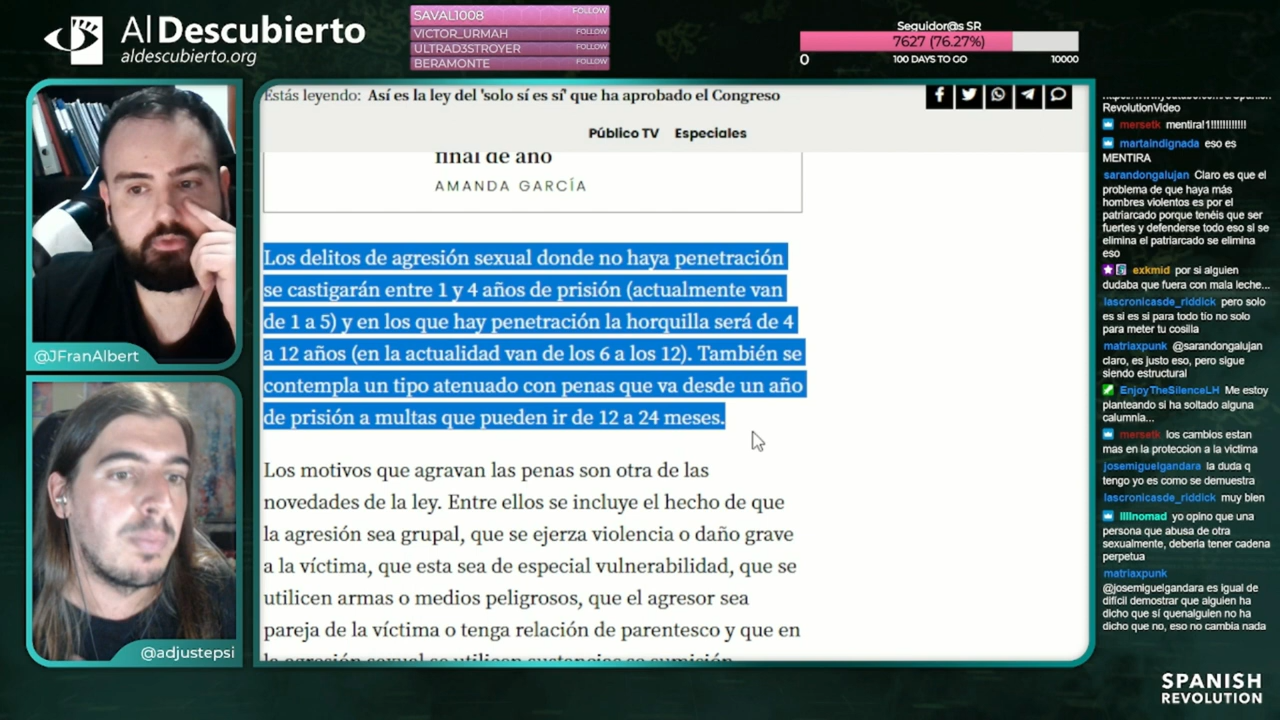 Al Descubierto
aldescubierto.org
SAVAL1008 FOLLOW
VICTOR_URMAH FOLLOW
ULTRAD3STROYER FOLLOW
BERAMONTE FOLLOW
Seguidor@s SR
7627 (76.27%)
0 100 DAYS TO GO 10000
@JFranAlbert
@adjustepsi
Estás leyendo: Así es la ley del 'solo sí es sí' que ha aprobado el Congreso
Público TV Especiales
final de año
AMANDA GARCÍA
Los delitos de agresión sexual donde no haya penetración
se castigarán entre 1 y 4 años de prisión (actualmente van
de 1 a 5) y en los que hay penetración la horquilla será de 4
a 12 años (en la actualidad van de los 6 a los 12). También se
contempla un tipo atenuado con penas que va desde un año
de prisión a multas que pueden ir de 12 a 24 meses.
Los motivos que agravan las penas son otra de las
novedades de la ley. Entre ellos se incluye el hecho de que
la agresión sea grupal, que se ejerza violencia o daño grave
a la víctima, que esta sea de especial vulnerabilidad, que se
utilicen armas o medios peligrosos, que el agresor sea
pareja de la víctima o tenga relación de parentesco y que en
la agresión sexual se utilicen sustancias se sumisión
RevolutionVideo
mersetk mentira!1!!!!!!!!!!!!
martaindignada eso es
MENTIRA
sarandongalujan Claro es que el
problema de que haya más
hombres violentos es por el
patriarcado porque tenéis que ser
fuertes y defenderse todo eso si se
elimina el patriarcado se elimina
eso
exkmid por si alguien
dudaba que fuera con mala leche...
lascronicasde_riddick pero solo
es si es si para todo tío no solo
para meter tu cosilla
matriaxpunk @sarandongalujan
claro, es justo eso, pero sigue
siendo estructural
EnjoyTheSilenceLH Me estoy
planteando si ha soltado alguna
calumnia...
mersetk los cambios estan
mas en la proteccion a la victima
josemiguelgandara la duda q
tengo yo es como se demuestra
lascronicasde_riddick muy bien
llllnomad yo opino que una
persona que abusa de otra
sexualmente, debería tener cadena
perpetua
matriaxpunk
@josemiguelgandara es igual de
difícil demostrar que alguien ha
dicho que sí quenalguien no ha
dicho que no, eso no cambia nada
SPANISH
REVOLUTION